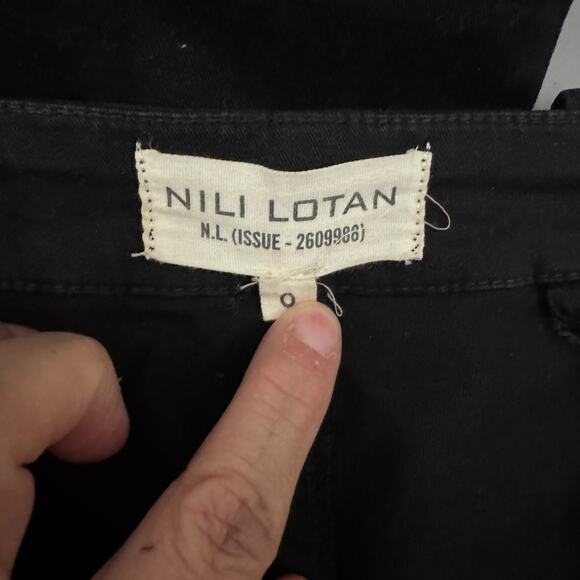 NILI LOTAN
N.L. (ISSUE - 2609988)
0